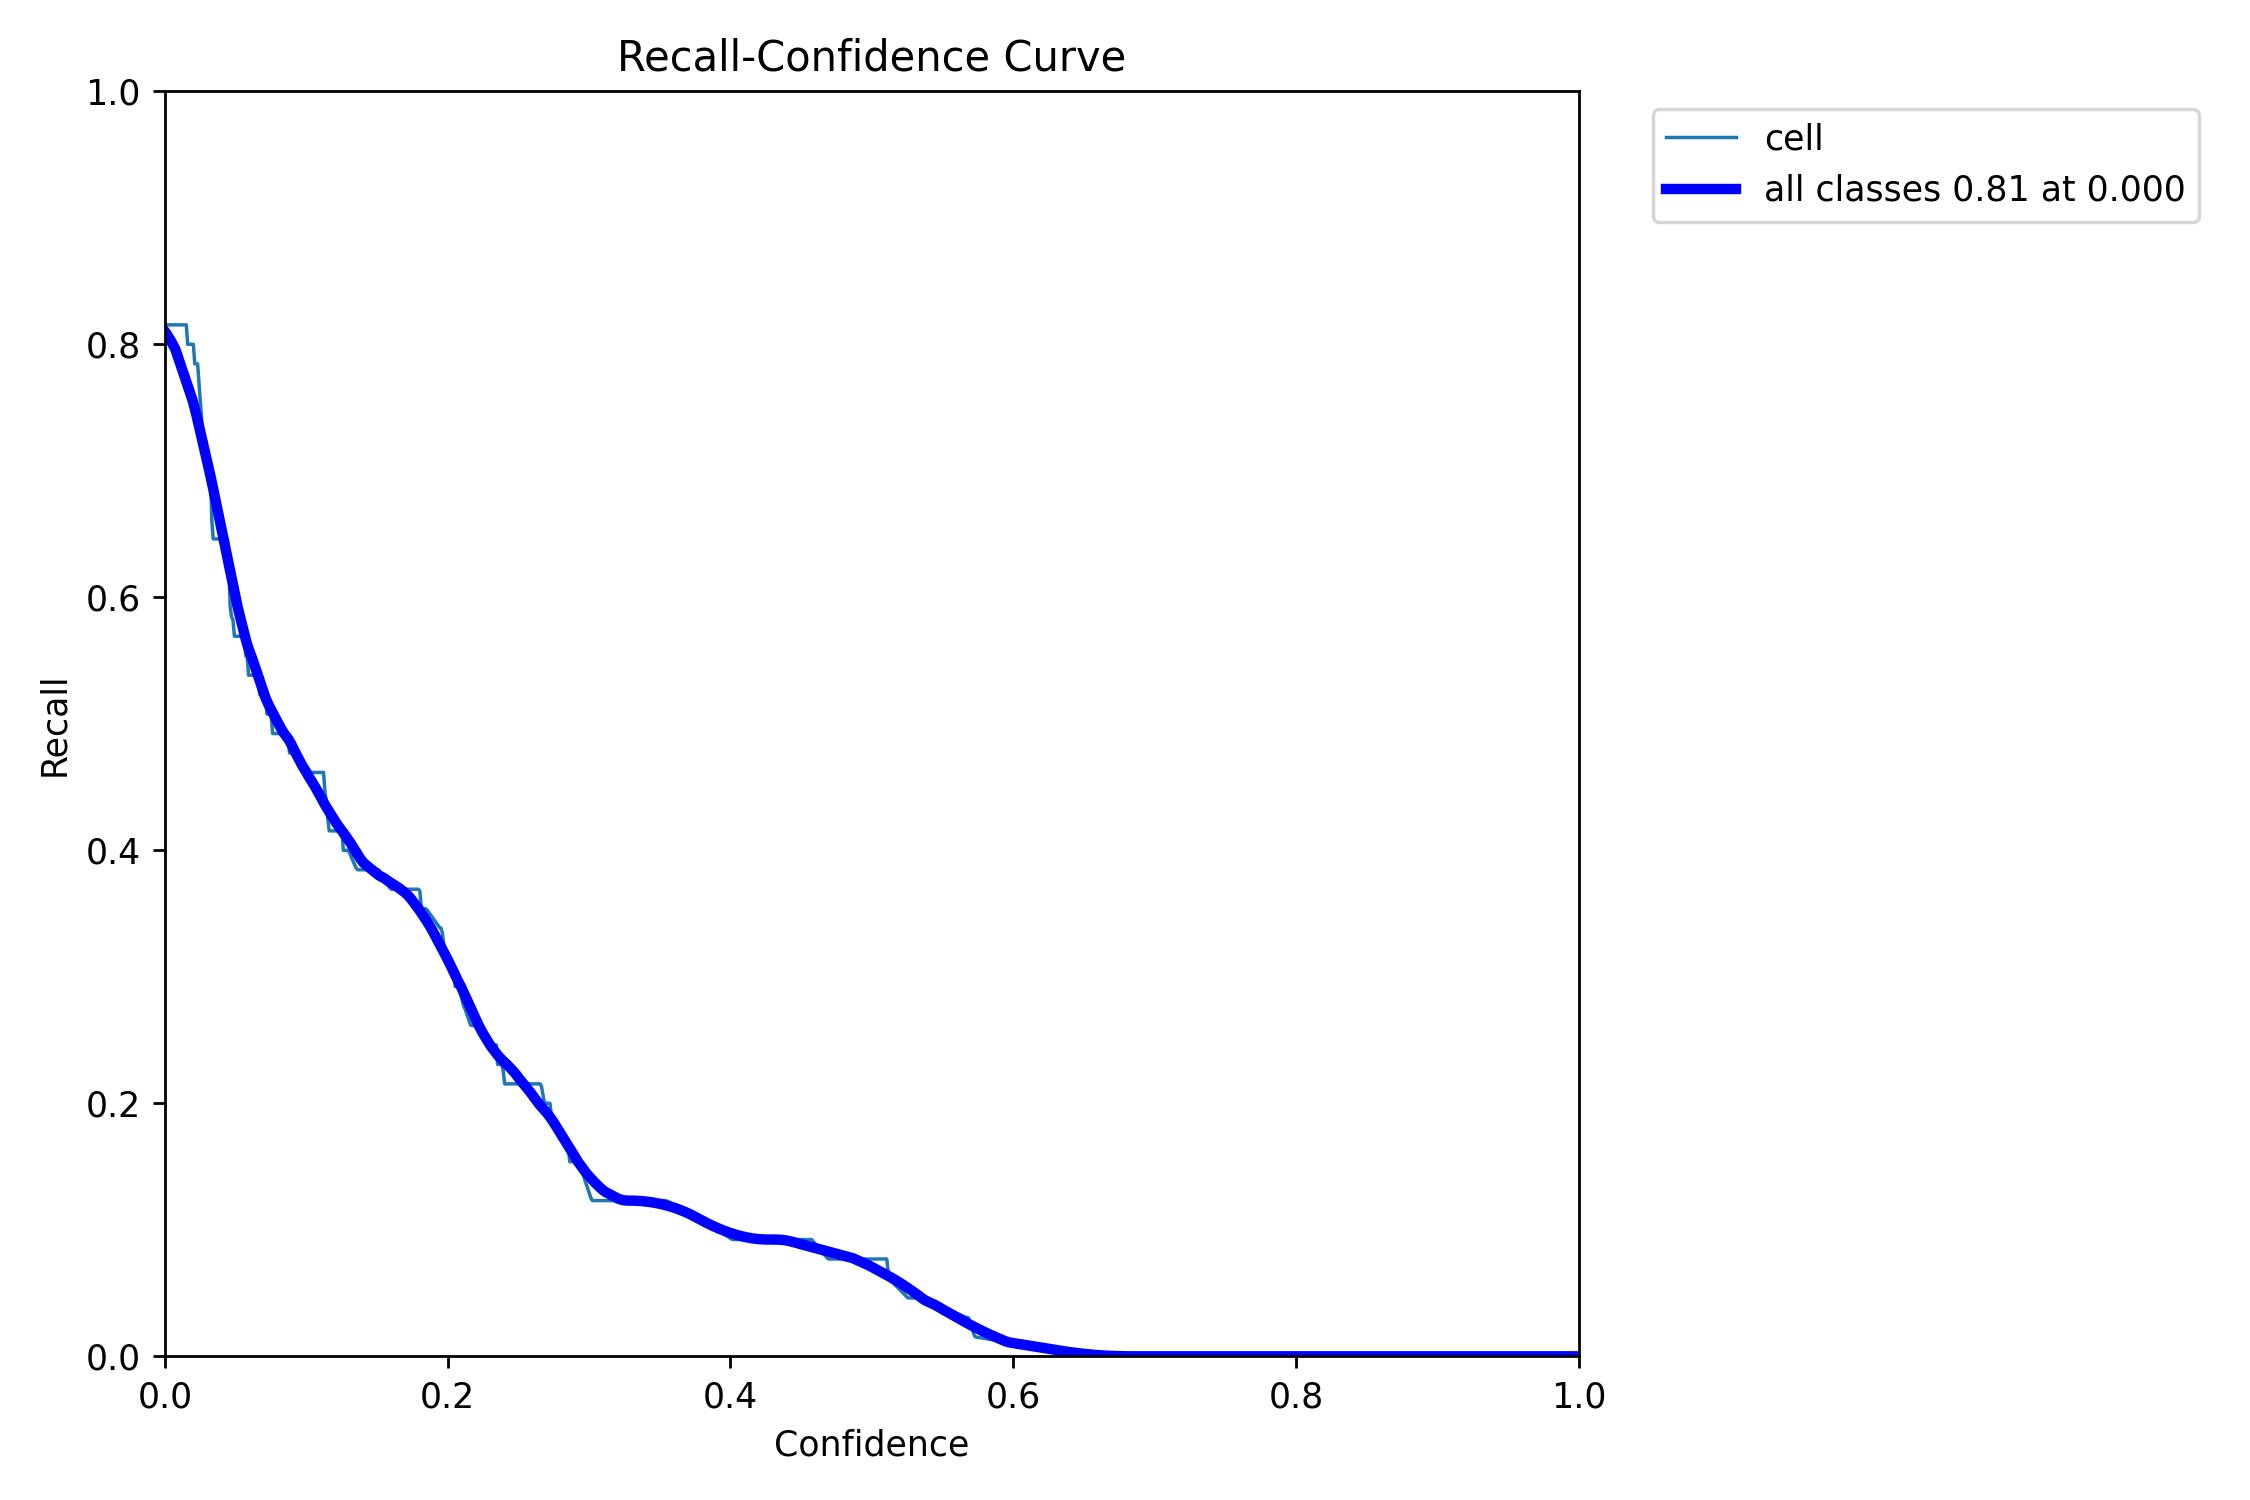 Recall-Confidence Curve
1.0
0.8
0.6
0.4
0.2
0.0
Recall
0.0 0.2 0.4 0.6 0.8 1.0
Confidence
cell
all classes 0.81 at 0.000